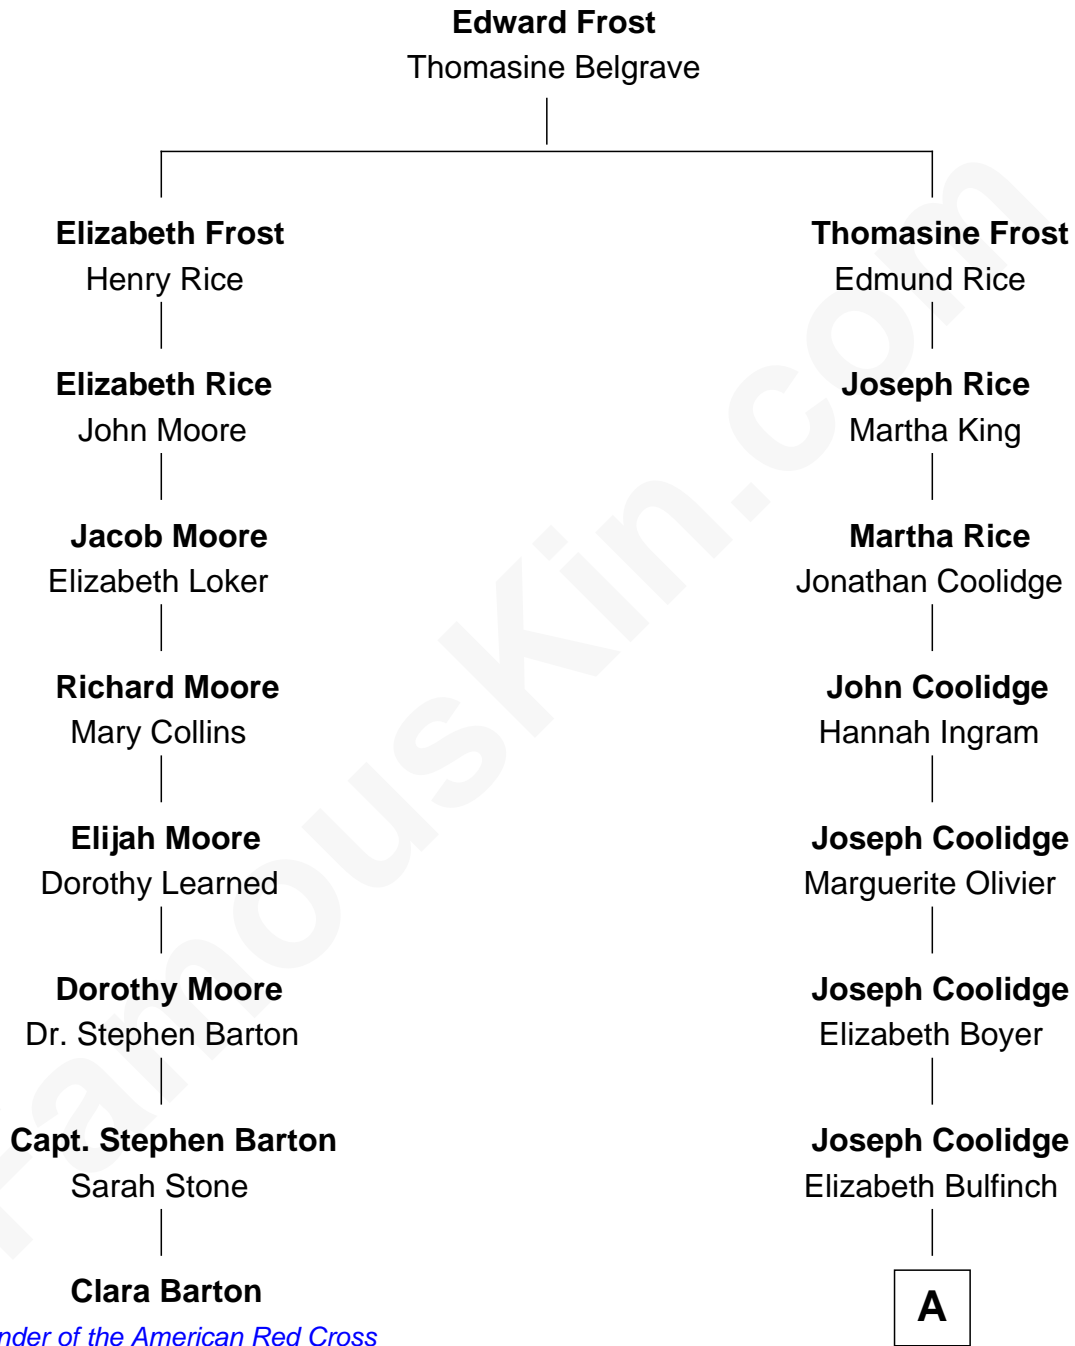 Edward Frost
Thomasine Belgrave
Elizabeth Frost
Henry Rice
Thomasine Frost
Edmund Rice
Elizabeth Rice
John Moore
Joseph Rice
Martha King
Jacob Moore
Elizabeth Loker
Martha Rice
Jonathan Coolidge
Richard Moore
Mary Collins
John Coolidge
Hannah Ingram
Elijah Moore
Dorothy Learned
Joseph Coolidge
Marguerite Olivier
Dorothy Moore
Dr. Stephen Barton
Joseph Coolidge
Elizabeth Boyer
Capt. Stephen Barton
Sarah Stone
Joseph Coolidge
Elizabeth Bulfinch
Clara Barton
of the American Red Cross
A
FamousKin.com